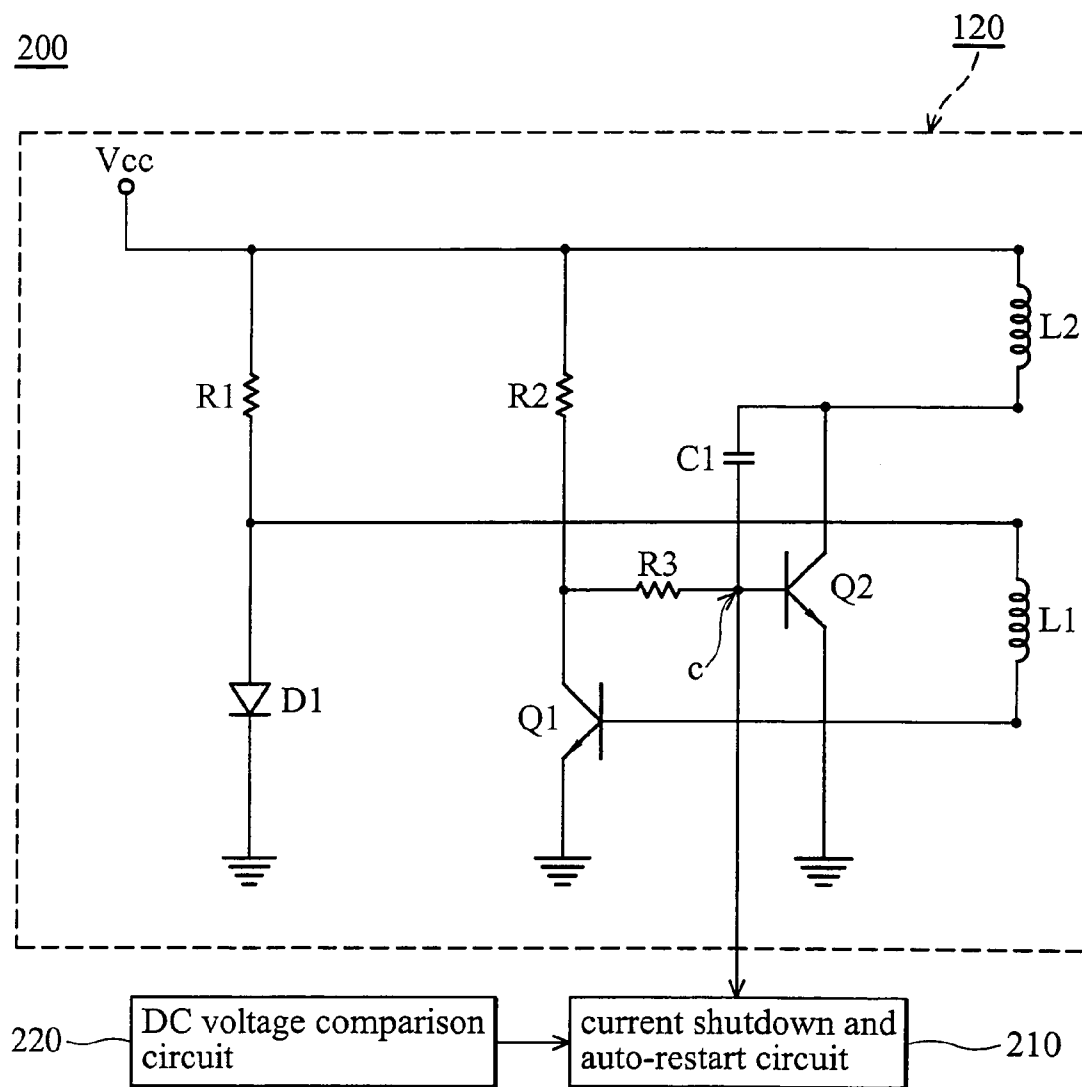 200
120
Vcc
L2
R1
R2
C1
R3
Q2
L1
c
D1
Q1
220
DC voltage comparison
circuit
current shutdown and
auto-restart circuit
210